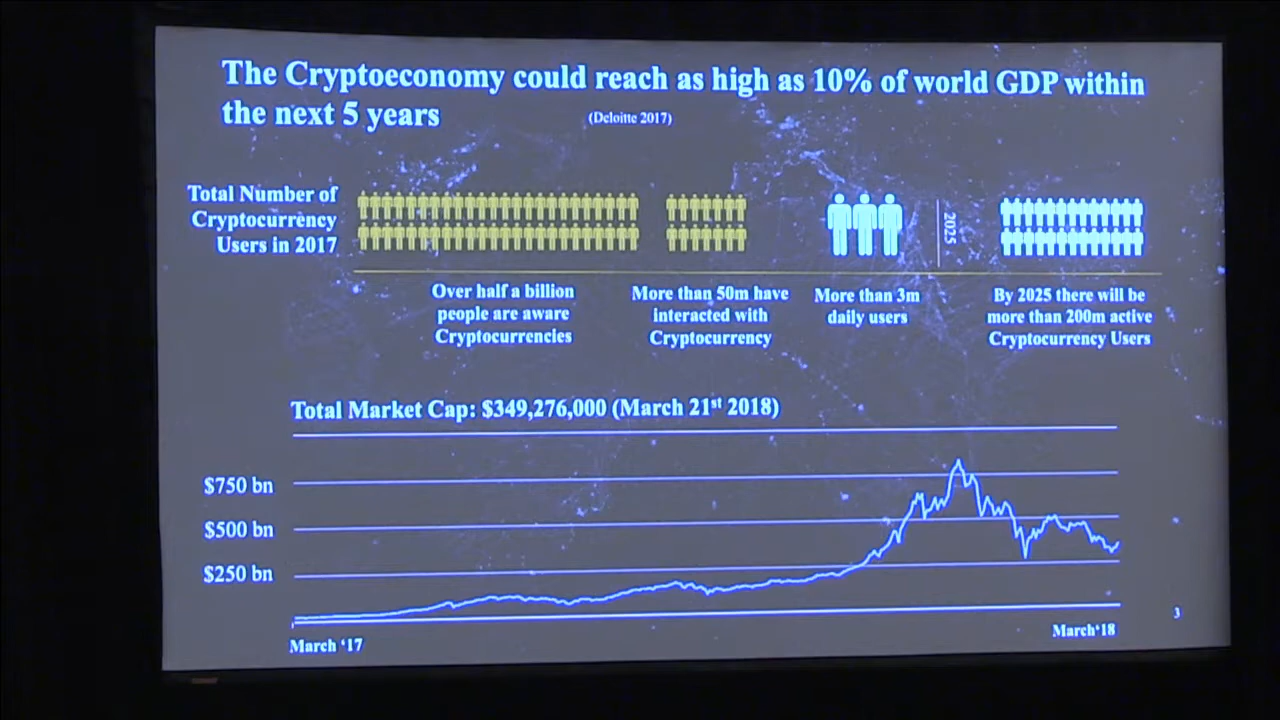 The Cryptoeconomy could reach as high as 10% of world GDP within
the next 5 years
(Deloitte 2017)
Total Number of
Cryptocurrency
Users in 2017
2025
Over half a billion
people are aware
Cryptocurrencies
More than 50m have
interacted with
Cryptocurrency
More than 3m
daily users
By 2025 there will be
more than 200m active
Cryptocurrency Users
Total Market Cap: $349,276,000 (March 21st 2018)
$750 bn
$500 bn
$250 bn
March ‘17
March‘18
3